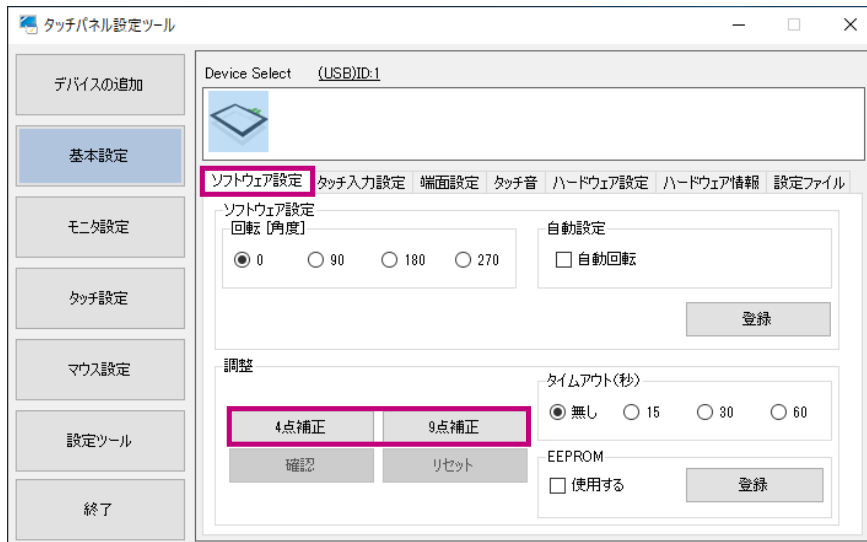 タッチパネル設定ツール
デバイスの追加
基本設定
モニタ設定
タッチ設定
マウス設定
設定ツール
終了
Device Select (USB)ID:1
ソフトウェア設定 タッチ入力設定 端面設定 タッチ音 ハードウェア設定 ハードウェア情報 設定ファイル
ソフトウェア設定
回転 [角度]
0 90 180 270
自動設定
自動回転
登録
調整
4点補正 9点補正
確認 リセット
タイムアウト(秒)
無し 15 30 60
EEPROM
使用する 登録